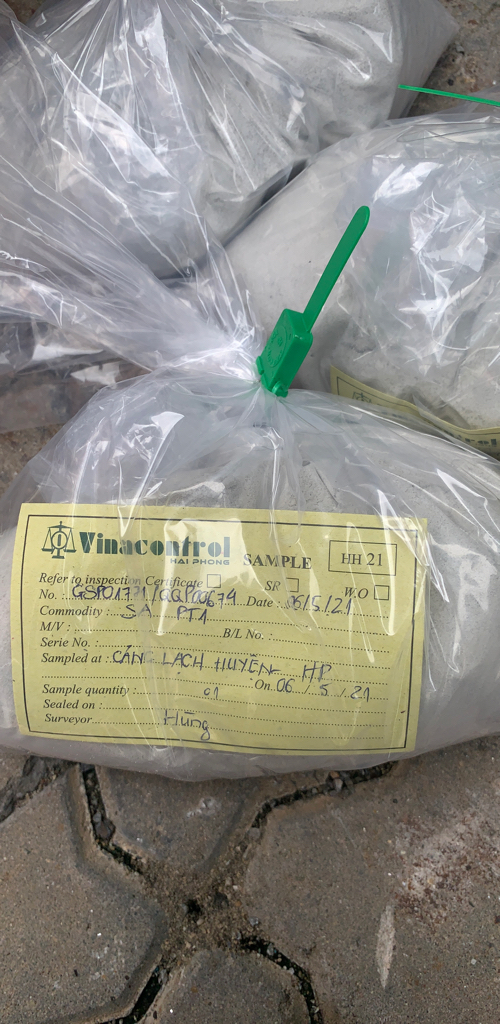 Vinacontrol
HAI PHONG
SAMPLE
HH 21
Refer to inspection Certificate SR W.O
No. : GSP01771/QQP00674 Date : 06/5/21
Commodity : SA PT1
M/V : B/L No. :
Serie No. :
Sampled at : CẢNG LẠCH HUYỆN HP
Sample quantity : 01 On 06 / 5 / 21
Sealed on :
Surveyor Hùng